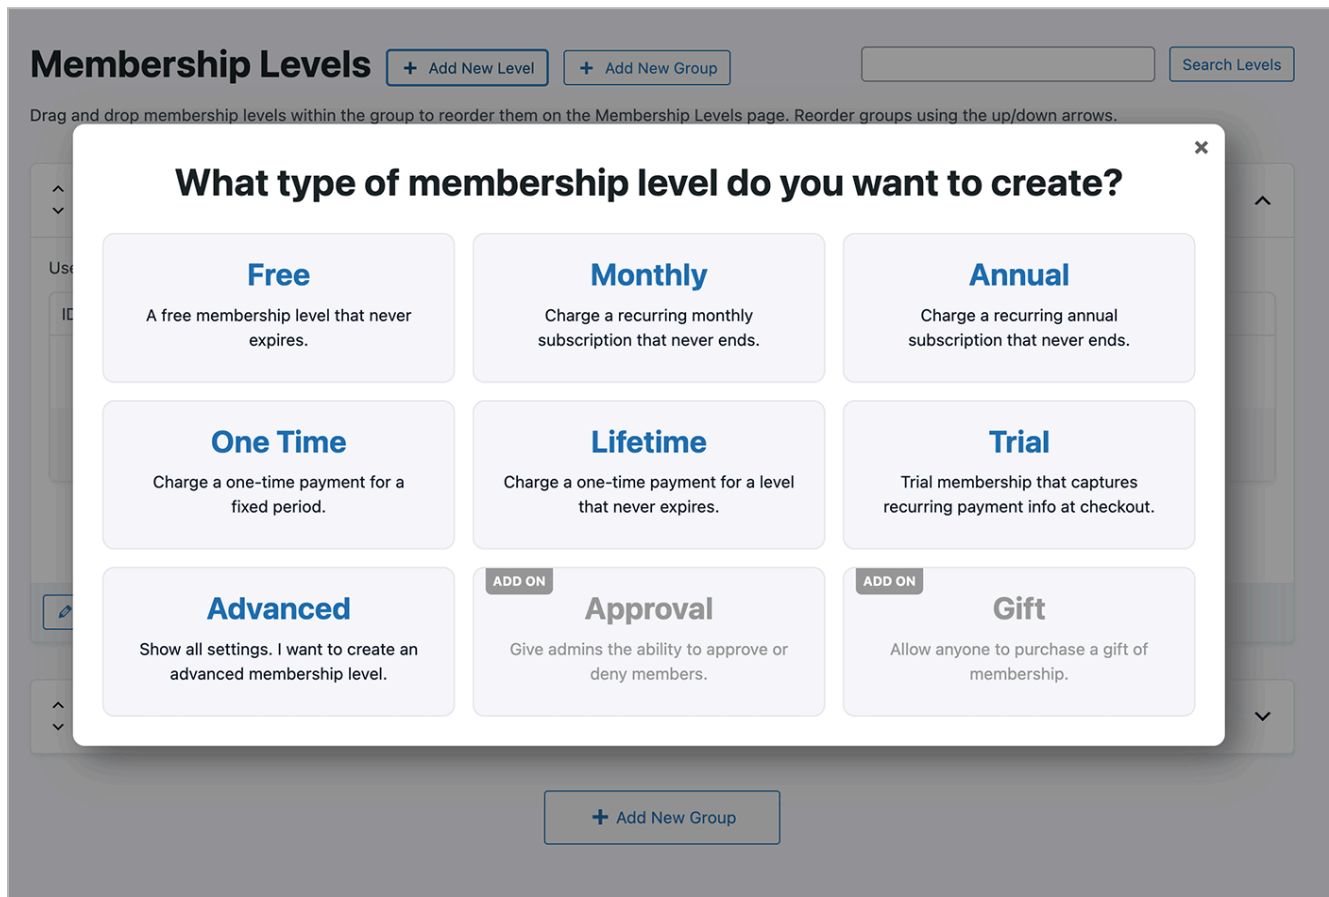 Membership Levels
+ Add New Level
+ Add New Group
Search Levels
Drag and drop membership levels within the group to reorder them on the Membership Levels page. Reorder groups using the up/down arrows.
What type of membership level do you want to create?
Free
A free membership level that never
expires.
Monthly
Charge a recurring monthly
subscription that never ends.
Annual
Charge a recurring annual
subscription that never ends.
One Time
Charge a one-time payment for a
fixed period.
Lifetime
Charge a one-time payment for a level
that never expires.
Trial
Trial membership that captures
recurring payment info at checkout.
Advanced
Show all settings. I want to create an
advanced membership level.
ADD ON
Approval
Give admins the ability to approve or
deny members.
ADD ON
Gift
Allow anyone to purchase a gift of
membership.
+ Add New Group